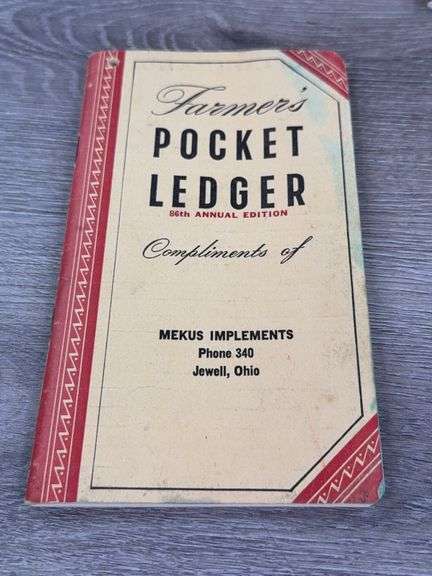 Farmer's
POCKET
LEDGER
86th ANNUAL EDITION
Compliments of
MEKUS IMPLEMENTS
Phone 340
Jewell, Ohio